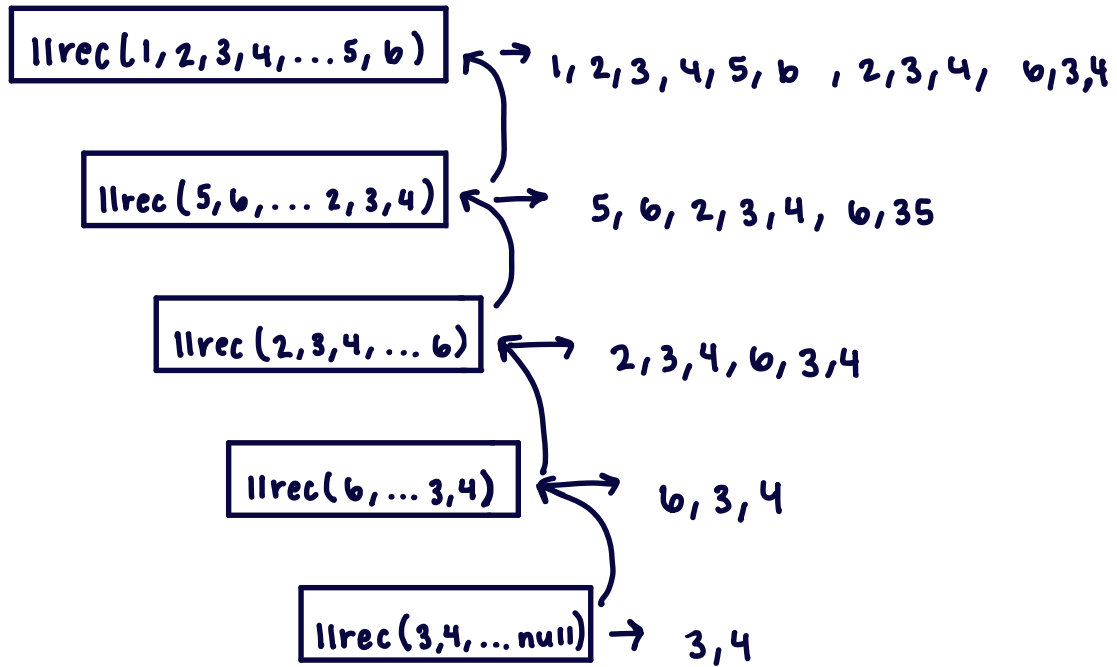 llrec(1,2,3,4,...5,6) → 1,2,3,4,5,6 ,2,3,4, 6,3,4
llrec(5,6,...2,3,4) → 5,6,2,3,4,6,35
llrec(2,3,4,...6) → 2,3,4,6,3,4
llrec(6,...3,4) → 6,3,4
llrec(3,4,...null) → 3,4